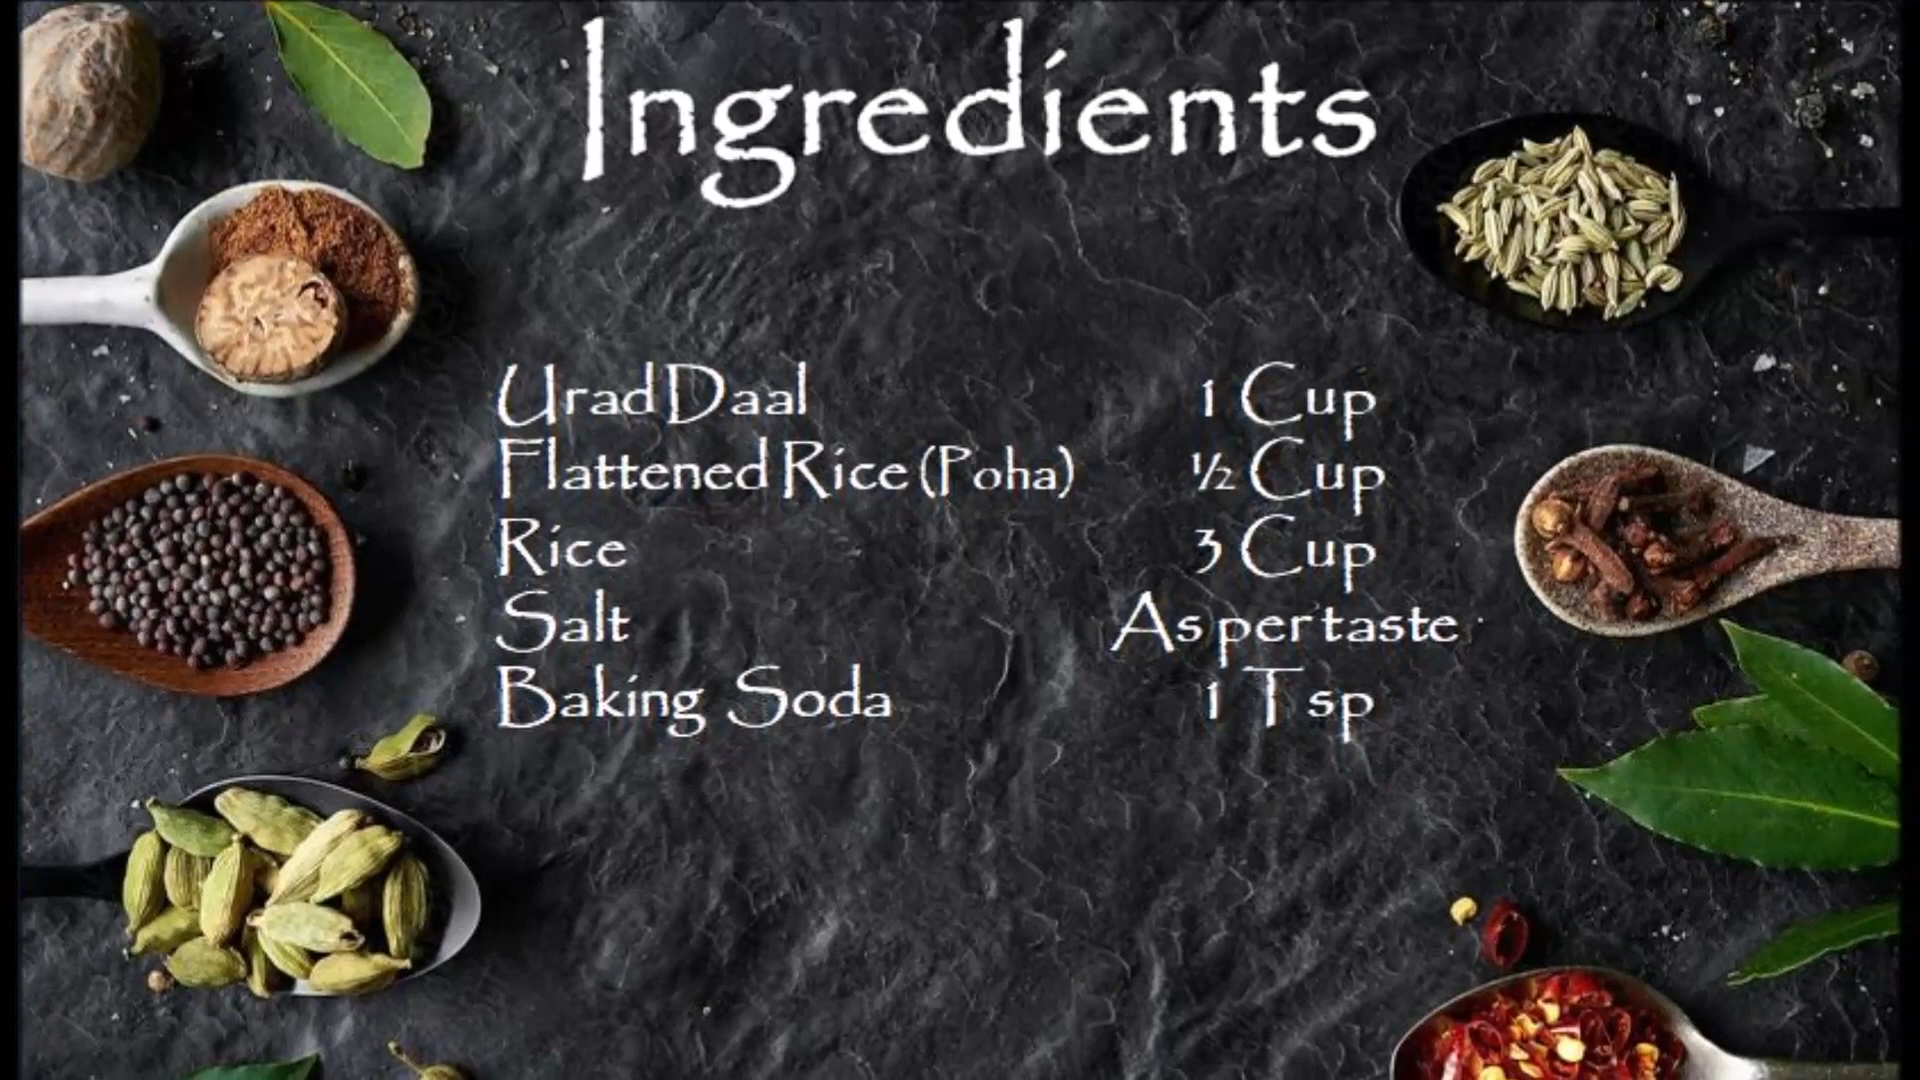 Ingredients
Urad Daal 1 Cup
Flattened Rice (Poha) ½ Cup
Rice 3 Cup
Salt As per taste
Baking Soda 1 Tsp